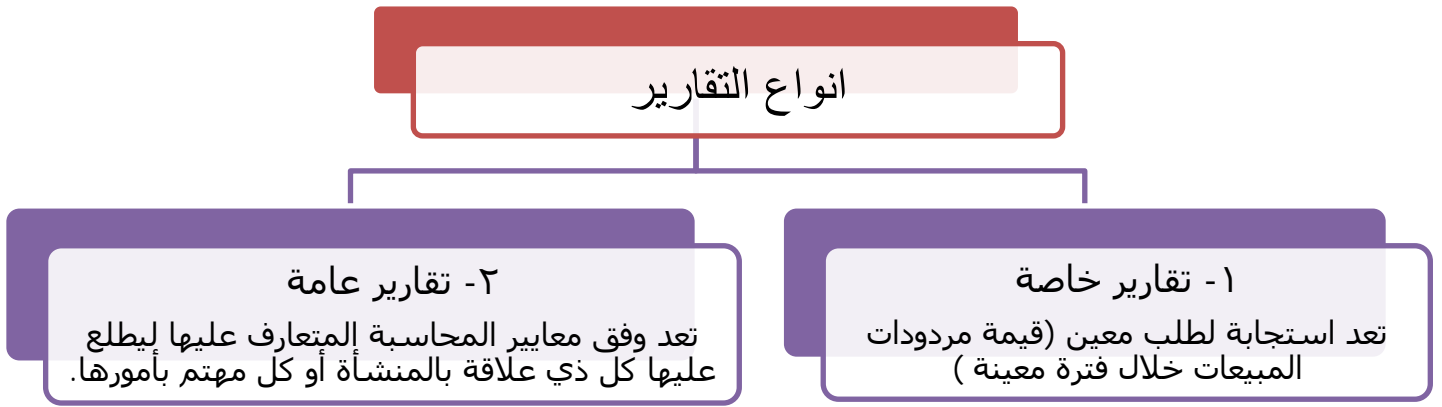 انواع التقارير
١- تقارير خاصة
تعد استجابة لطلب معين (قيمة مردودات
المبيعات خلال فترة معينة )
٢- تقارير عامة
تعد وفق معايير المحاسبة المتعارف عليها ليطلع
عليها كل ذي علاقة بالمنشأة أو كل مهتم بأمورها.